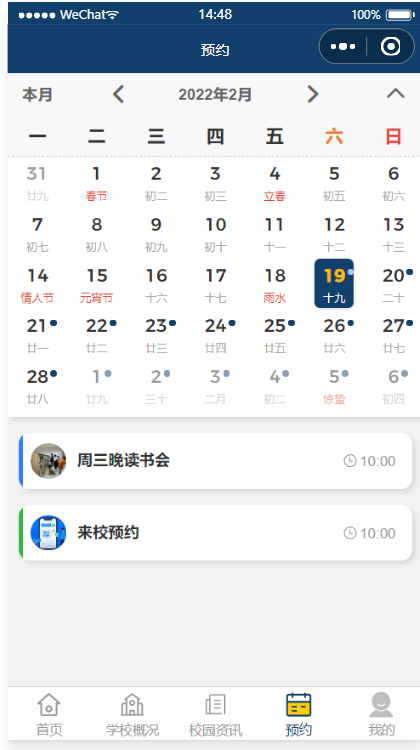 WeChat 14:48 100%
预约
本月 2022年2月
一 二 三 四 五 六 日
31 1 2 3 4 5 6
廿九 春节 初二 初三 立春 初五 初六
7 8 9 10 11 12 13
初七 初八 初九 初十 十一 十二 十三
14 15 16 17 18 19 20
情人节 元宵节 十六 十七 雨水 十九 二十
21 22 23 24 25 26 27
廿一 廿二 廿三 廿四 廿五 廿六 廿七
28 1 2 3 4 5 6
廿八 廿九 三十 二月 初二 惊蛰 初四
周三晚读书会 10:00
来校预约 10:00
首页 学校概况 校园资讯 预约 我的